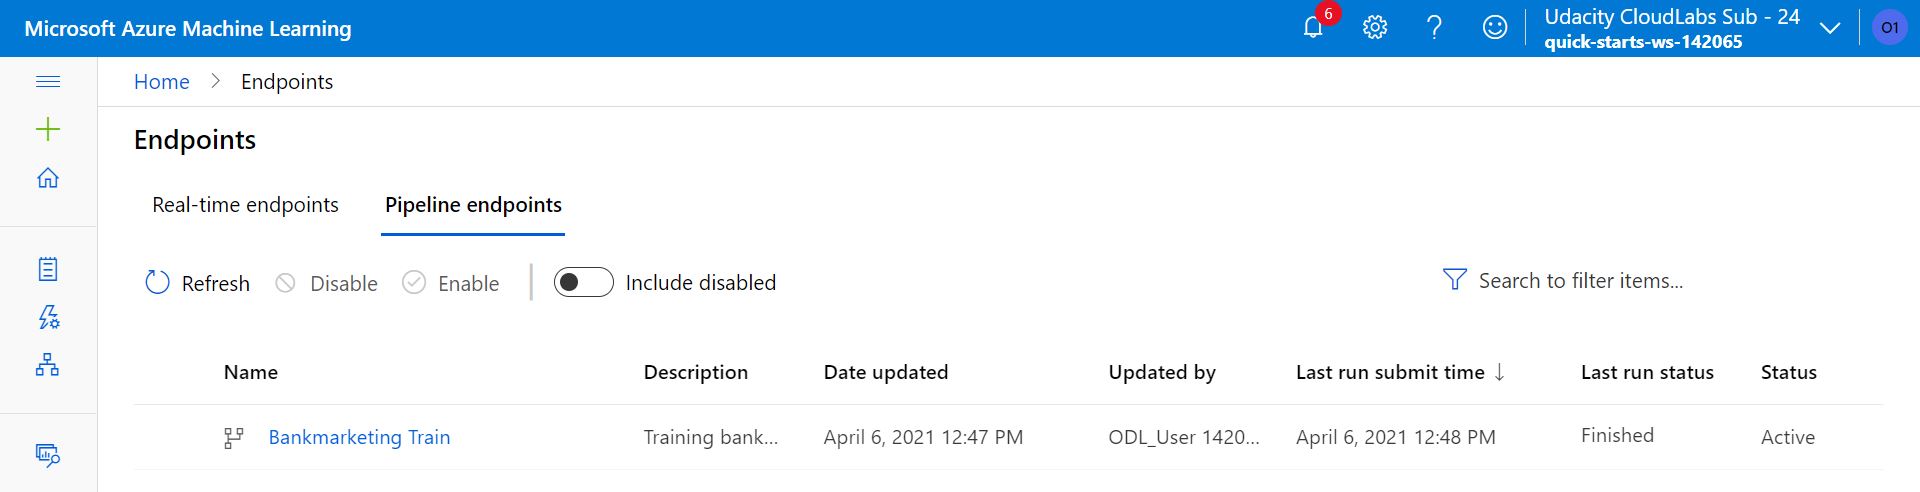 Microsoft Azure Machine Learning
6
Udacity CloudLabs Sub - 24
quick-starts-ws-142065
O1
Home > Endpoints
Endpoints
Real-time endpoints Pipeline endpoints
Refresh Disable Enable Include disabled Search to filter items...
Name Description Date updated Updated by Last run submit time ↓ Last run status Status
Bankmarketing Train Training bank... April 6, 2021 12:47 PM ODL_User 1420... April 6, 2021 12:48 PM Finished Active